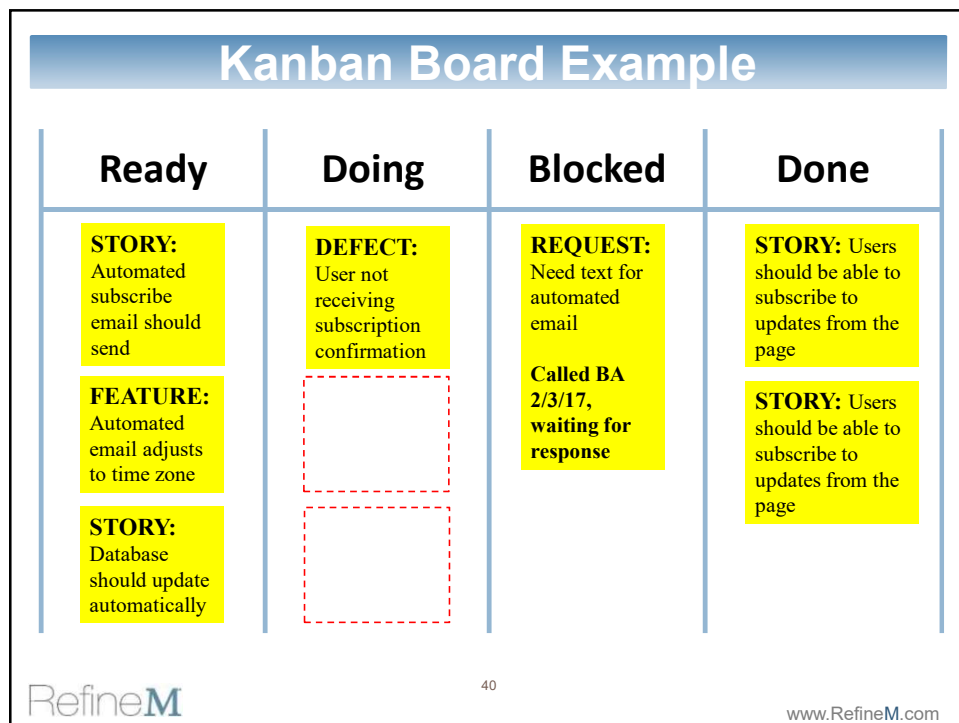 Kanban Board Example
Ready
Doing
Blocked
Done
STORY:
Automated
subscribe
email should
send
FEATURE:
Automated
email adjusts
to time zone
STORY:
Database
should update
automatically
DEFECT:
User not
receiving
subscription
confirmation
REQUEST:
Need text for
automated
email
Called BA
2/3/17,
waiting for
response
STORY: Users
should be able to
subscribe to
updates from the
page
STORY: Users
should be able to
subscribe to
updates from the
page
RefineM
40
www.RefineM.com